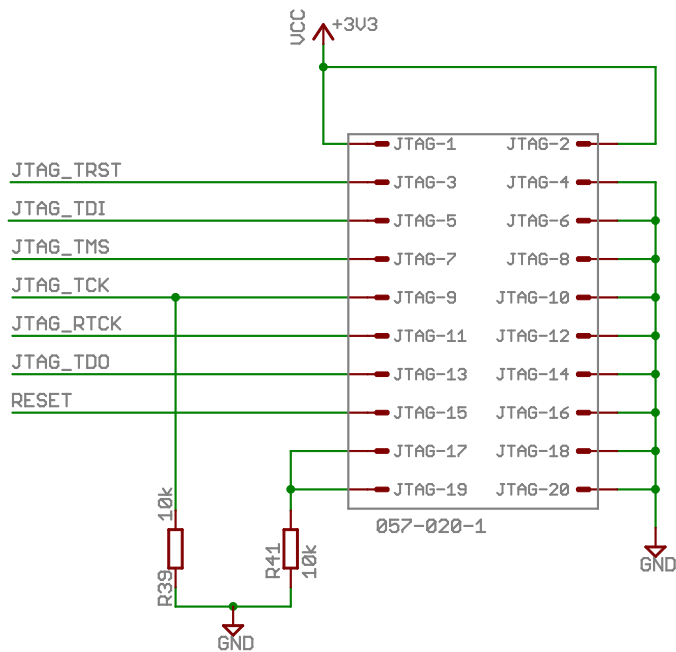 VCC
+3V3
JTAG-1 JTAG-2
JTAG_TRST
JTAG-3 JTAG-4
JTAG_TDI
JTAG-5 JTAG-6
JTAG_TMS
JTAG-7 JTAG-8
JTAG_TCK
JTAG-9 JTAG-10
JTAG_RTCK
JTAG-11 JTAG-12
JTAG_TDO
JTAG-13 JTAG-14
RESET
JTAG-15 JTAG-16
JTAG-17 JTAG-18
JTAG-19 JTAG-20
057-020-1
10k
R39
R41
10k
GND
GND